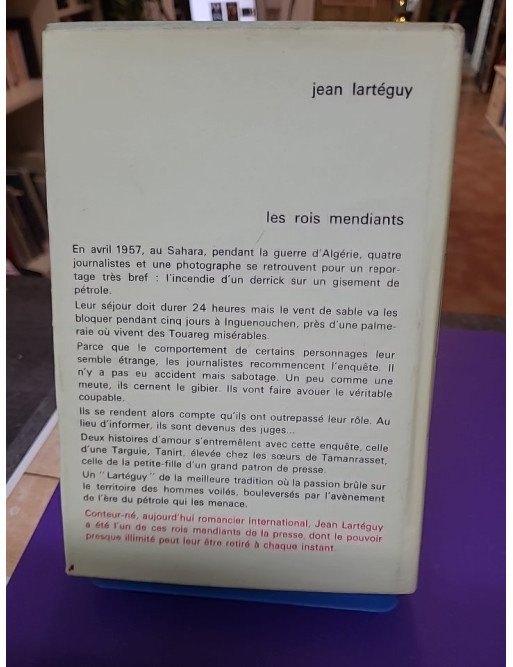 jean lartéguy
les rois mendiants
En avril 1957, au Sahara, pendant la guerre d'Algérie, quatre
journalistes et une photographe se retrouvent pour un repor-
tage très bref : l'incendie d'un derrick sur un gisement de
pétrole.
Leur séjour doit durer 24 heures mais le vent de sable va les
bloquer pendant cinq jours à Inguenouchen, près d'une palme-
raie où vivent des Touareg misérables.
Parce que le comportement de certains personnages leur
semble étrange, les journalistes recommencent l'enquête. Il
n'y a pas eu accident mais sabotage. Un peu comme une
meute, ils cernent le gibier. Ils vont faire avouer le véritable
coupable.
Ils se rendent alors compte qu'ils ont outrepassé leur rôle. Au
lieu d'informer, ils sont devenus des juges...
Deux histoires d'amour s'entremêlent avec cette enquête, celle
d'une Targuie, Tanirt, élevée chez les sœurs de Tamanrasset,
celle de la petite-fille d'un grand patron de presse.
Un "Lartéguy" de la meilleure tradition où la passion brûle sur
le territoire des hommes voilés, bouleversés par l'avènement
de l'ère du pétrole qui les menace.
Conteur-né, aujourd'hui romancier international, Jean Lartéguy
a été l'un de ces rois mendiants de la presse, dont le pouvoir
presque illimité peut leur être retiré à chaque instant.